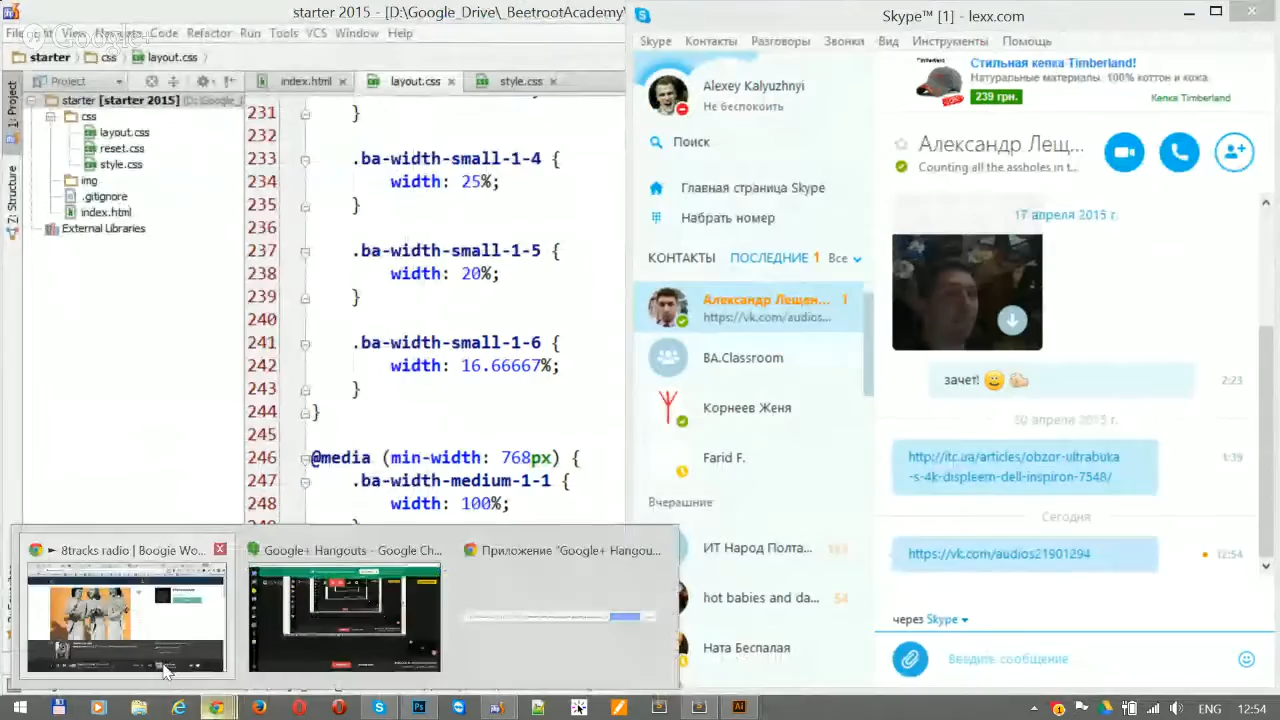 starter 2015 - [D:\Google_Drive\_BeetrootAcademy\
File
View
Code Refactor Run Tools VCS Window Help
Google+
starter css layout.css
Project
index.html
layout.css
style.css
1: Project
7: Structure
starter [starter 2015] (D:\Google
css
layout.css
reset.css
style.css
img
.gitignore
index.html
External Libraries
231 }
232
233 .ba-width-small-1-4 {
234 width: 25%;
235 }
236
237 .ba-width-small-1-5 {
238 width: 20%;
239 }
240
241 .ba-width-small-1-6 {
242 width: 16.66667%;
243 }
244 }
245
246 @media (min-width: 768px) {
247 .ba-width-medium-1-1 {
248 width: 100%;
Skype™ [1] - lexx.com
Skype Контакты Разговоры Звонки Вид Инструменты Помощь
Alexey Kalyuzhnyi
Не беспокоить
Поиск
Главная страница Skype
Набрать номер
КОНТАКТЫ ПОСЛЕДНИЕ 1 Все
Александр Лещен... 1
https://vk.com/audios...
BA.Classroom
Корнеев Женя
Farid F.
Вчерашние
ИТ Народ Полта...
hot babies and da... 54
Ната Беспалая
Стильная кепка Timberland!
Натуральные материалы. 100% коттон и кожа
239 грн.
Кепка Timberland
Александр Лещ...
Counting all the assholes in t...
17 апреля 2015 г.
зачет! 2:23
апреля 2015 г.
http://itc.ua/articles/obzor-ultrabuka
-s-4k-displeem-dell-inspiron-7548/
1:39
Сегодня
https://vk.com/audios21901294 12:54
через Skype
Введите сообщение
► 8tracks radio | Boogie Wo...
Google+ Hangouts - Google Ch...
Приложение "Google+ Hangou...
ENG 12:54